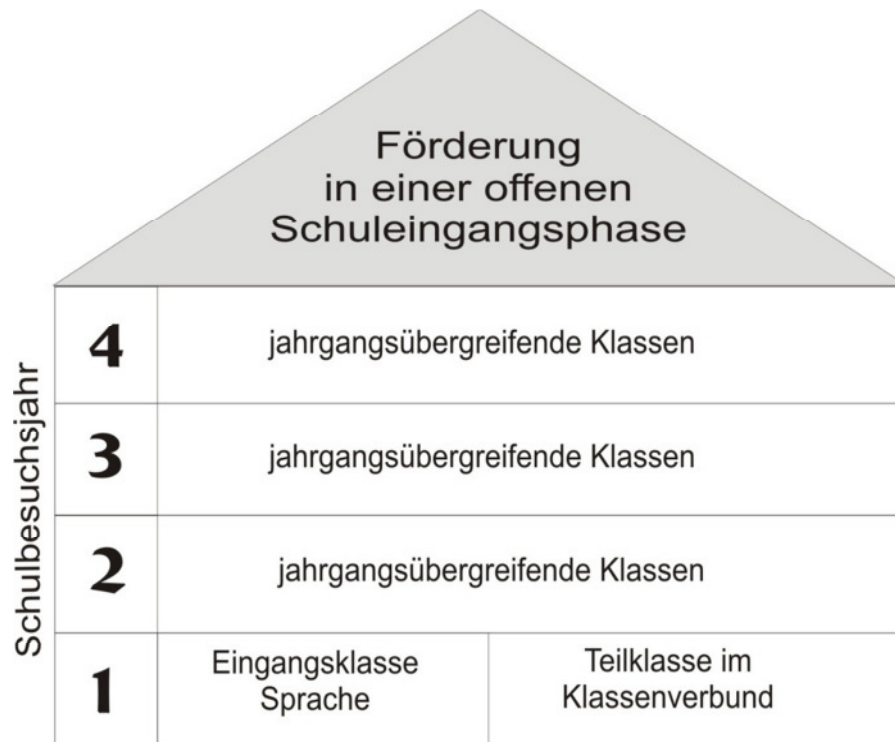 Förderung
in einer offenen
Schuleingangsphase
Schulbesuchsjahr
4
jahrgangsübergreifende Klassen
3
jahrgangsübergreifende Klassen
2
jahrgangsübergreifende Klassen
1
Eingangsklasse
Sprache
Teilklasse im
Klassenverbund